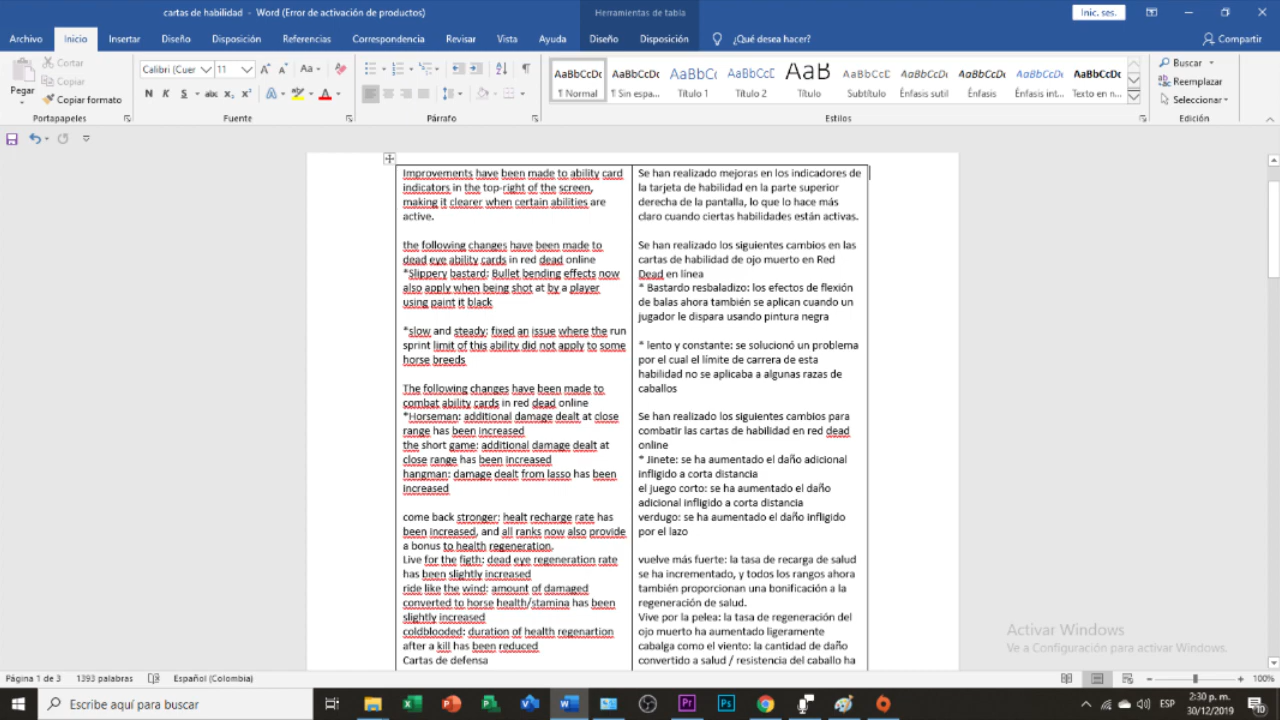 cartas de habilidad - Word (Error de activación de productos)
Herramientas de tabla
Inic. ses.
Archivo Inicio Insertar Diseño Disposición Referencias Correspondencia Revisar Vista Ayuda Diseño Disposición ¿Qué desea hacer? Compartir
Pegar
Cortar
Copiar
Copiar formato
Portapapeles
Calibri (Cuer 11
Aa
N K S abc x₂ x²
Fuente
Párrafo
AaBbCcDc AaBbCcDc AaBbCc AaBbCcD AaB AaBbCcD AaBbCcDc AaBbCcDc AaBbCcDc AaBbCcDc
¶ Normal ¶ Sin espa... Título 1 Título 2 Título Subtítulo Énfasis sutil Énfasis Énfasis int... Texto en n...
Estilos
Buscar
Reemplazar
Seleccionar
Edición
Improvements have been made to ability card
indicators in the top-right of the screen,
making it clearer when certain abilities are
active.
the following changes have been made to
dead eye ability cards in red dead online
*Slippery bastard: Bullet bending effects now
also apply when being shot at by a player
using paint it black
*slow and steady: fixed an issue where the run
sprint limit of this ability did not apply to some
horse breeds
The following changes have been made to
combat ability cards in red dead online
*Horseman: additional damage dealt at close
range has been increased
the short game: additional damage dealt at
close range has been increased
hangman: damage dealt from lasso has been
increased
come back stronger: healt recharge rate has
been increased, and all ranks now also provide
a bonus to health regeneration.
Live for the figth: dead eye regeneration rate
has been slightly increased
ride like the wind: amount of damaged
converted to horse health/stamina has been
slightly increased
coldblooded: duration of health regenartion
after a kill has been reduced
Cartas de defensa
Se han realizado mejoras en los indicadores de
la tarjeta de habilidad en la parte superior
derecha de la pantalla, lo que lo hace más
claro cuando ciertas habilidades están activas.
Se han realizado los siguientes cambios en las
cartas de habilidad de ojo muerto en Red
Dead en línea
* Bastardo resbaladizo: los efectos de flexión
de balas ahora también se aplican cuando un
jugador le dispara usando pintura negra
* lento y constante: se solucionó un problema
por el cual el límite de carrera de esta
habilidad no se aplicaba a algunas razas de
caballos
Se han realizado los siguientes cambios para
combatir las cartas de habilidad en red dead
online
* Jinete: se ha aumentado el daño adicional
infligido a corta distancia
el juego corto: se ha aumentado el daño
adicional infligido a corta distancia
verdugo: se ha aumentado el daño infligido
por el lazo
vuelve más fuerte: la tasa de recarga de salud
se ha incrementado, y todos los rangos ahora
también proporcionan una bonificación a la
regeneración de salud.
Vive por la pelea: la tasa de regeneración del
ojo muerto ha aumentado ligeramente
cabalga como el viento: la cantidad de daño
convertido a salud / resistencia del caballo ha
Activar Windows
Ve a Configuración para activar Windows.
Página 1 de 3 1393 palabras Español (Colombia) 100%
Escribe aquí para buscar
ESP
2:30 p. m.
30/12/2019
10